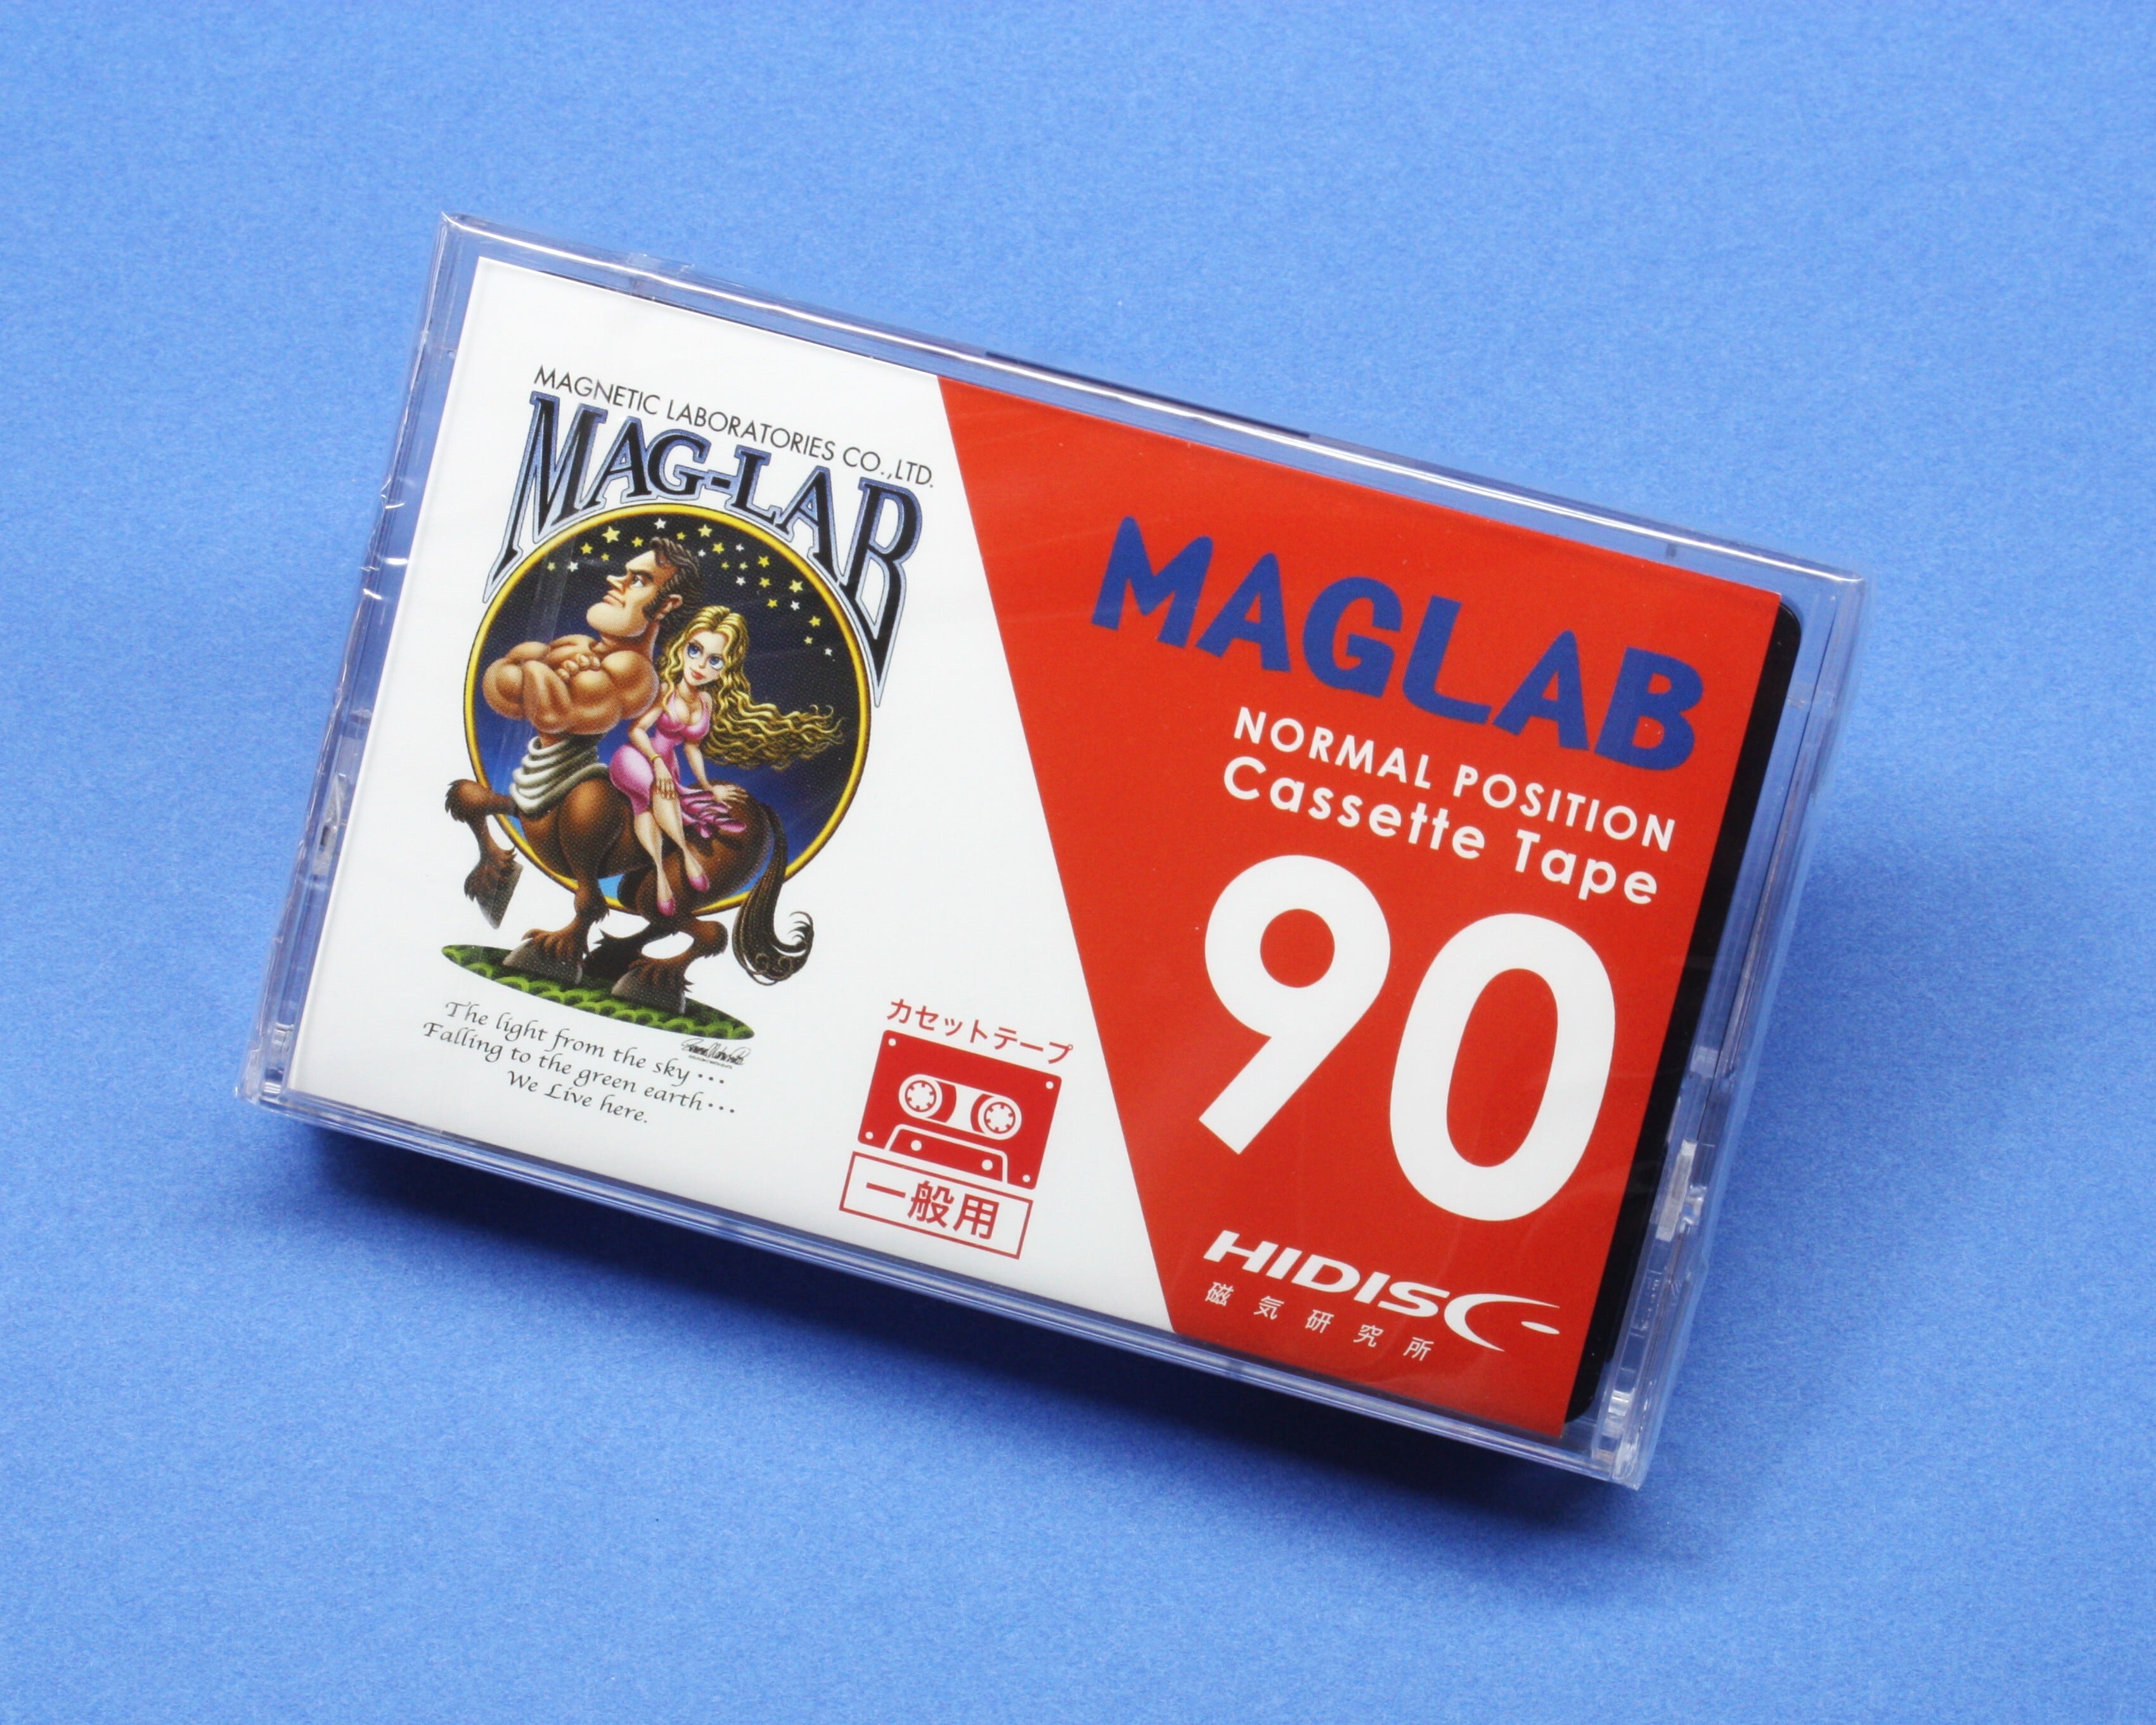 MAGNETIC LABORATORIES CO.,LTD.
MAG-LAB
The light from the sky･･･
Falling to the green earth･･･
We Live here.
カセットテープ
一般用
MAGLAB
NORMAL POSITION
Cassette Tape
90
HIDISC
磁気研究所